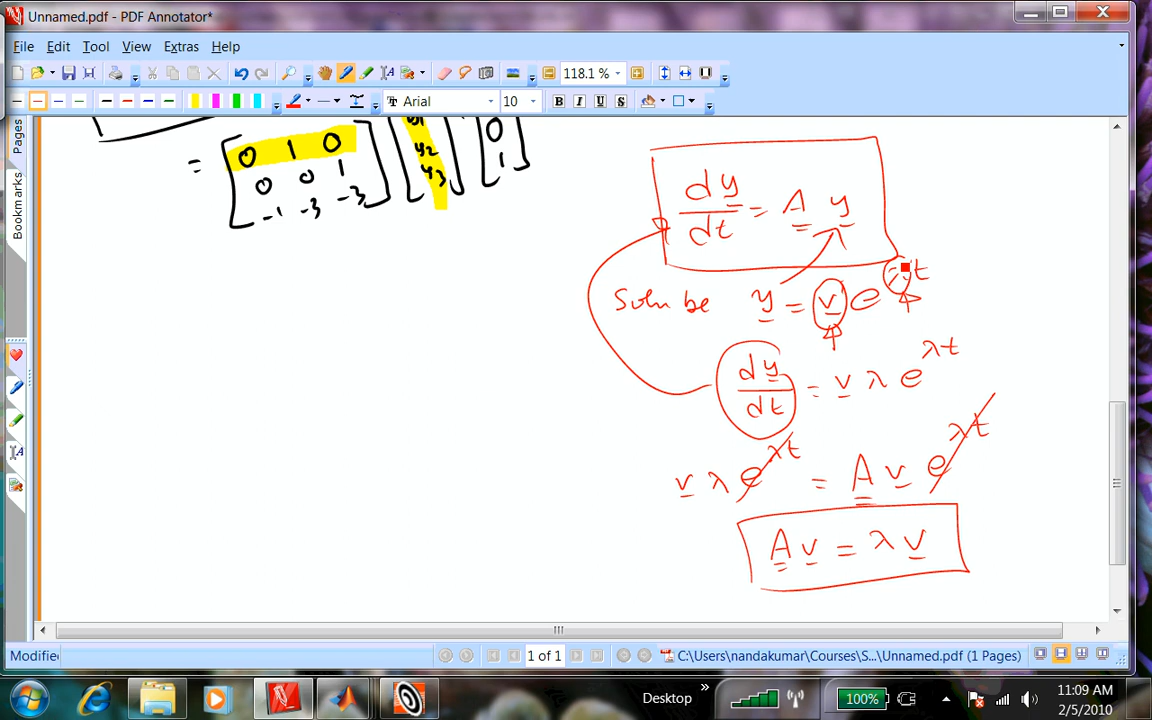 Unnamed.pdf - PDF Annotator*
File Edit Tool View Extras Help
118.1 %
Arial 10 B I U S
Pages
Bookmarks
= [ 0 1 0
0 0 1
-1 -3 -3 ] [ y2
y3 ] [ 0
1 ]
dy/dt = A y
Soln be y = v e^λt
dy/dt = v λ e^λt
v λ e^λt = A v e^λt
A v = λ v
Modifie
1 of 1
C:\Users\nandakumar\Courses\S...\Unnamed.pdf (1 Pages)
Desktop »
100%
11:09 AM
2/5/2010